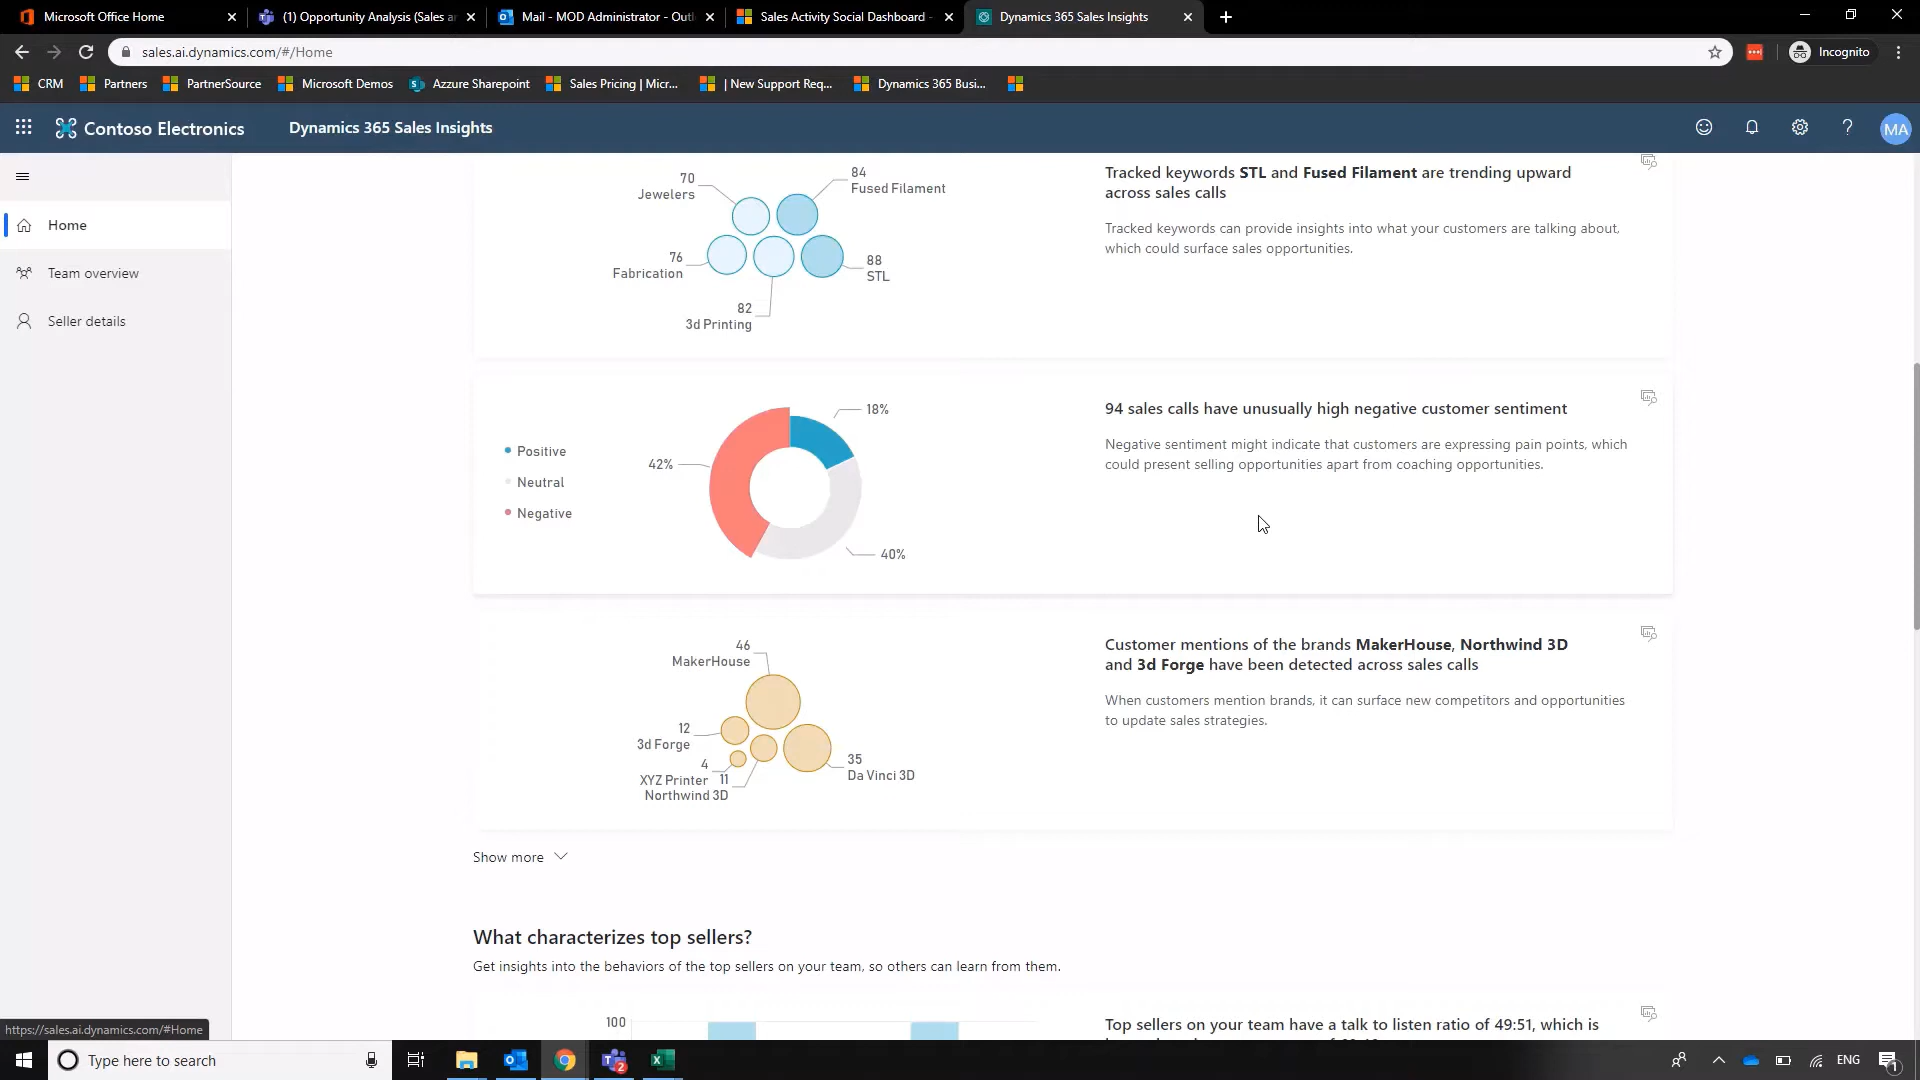 Microsoft Office Home
(1) Opportunity Analysis (Sales ar
Mail - MOD Administrator - Outl
Sales Activity Social Dashboard -
Dynamics 365 Sales Insights
sales.ai.dynamics.com/#/Home
Incognito
CRM
Partners
PartnerSource
Microsoft Demos
Azzure Sharepoint
Sales Pricing | Micr...
| New Support Req...
Dynamics 365 Busi...
Contoso Electronics
Dynamics 365 Sales Insights
MA
Home
Team overview
Seller details
70
Jewelers
84
Fused Filament
76
Fabrication
88
STL
82
3d Printing
Tracked keywords STL and Fused Filament are trending upward
across sales calls
Tracked keywords can provide insights into what your customers are talking about,
which could surface sales opportunities.
Positive
Neutral
Negative
18%
42%
40%
94 sales calls have unusually high negative customer sentiment
Negative sentiment might indicate that customers are expressing pain points, which
could present selling opportunities apart from coaching opportunities.
46
MakerHouse
12
3d Forge
4
XYZ Printer
11
Northwind 3D
35
Da Vinci 3D
Customer mentions of the brands MakerHouse, Northwind 3D
and 3d Forge have been detected across sales calls
When customers mention brands, it can surface new competitors and opportunities
to update sales strategies.
Show more
What characterizes top sellers?
Get insights into the behaviors of the top sellers on your team, so others can learn from them.
100
Top sellers on your team have a talk to listen ratio of 49:51, which is
https://sales.ai.dynamics.com/#Home
Type here to search
2
ENG
1